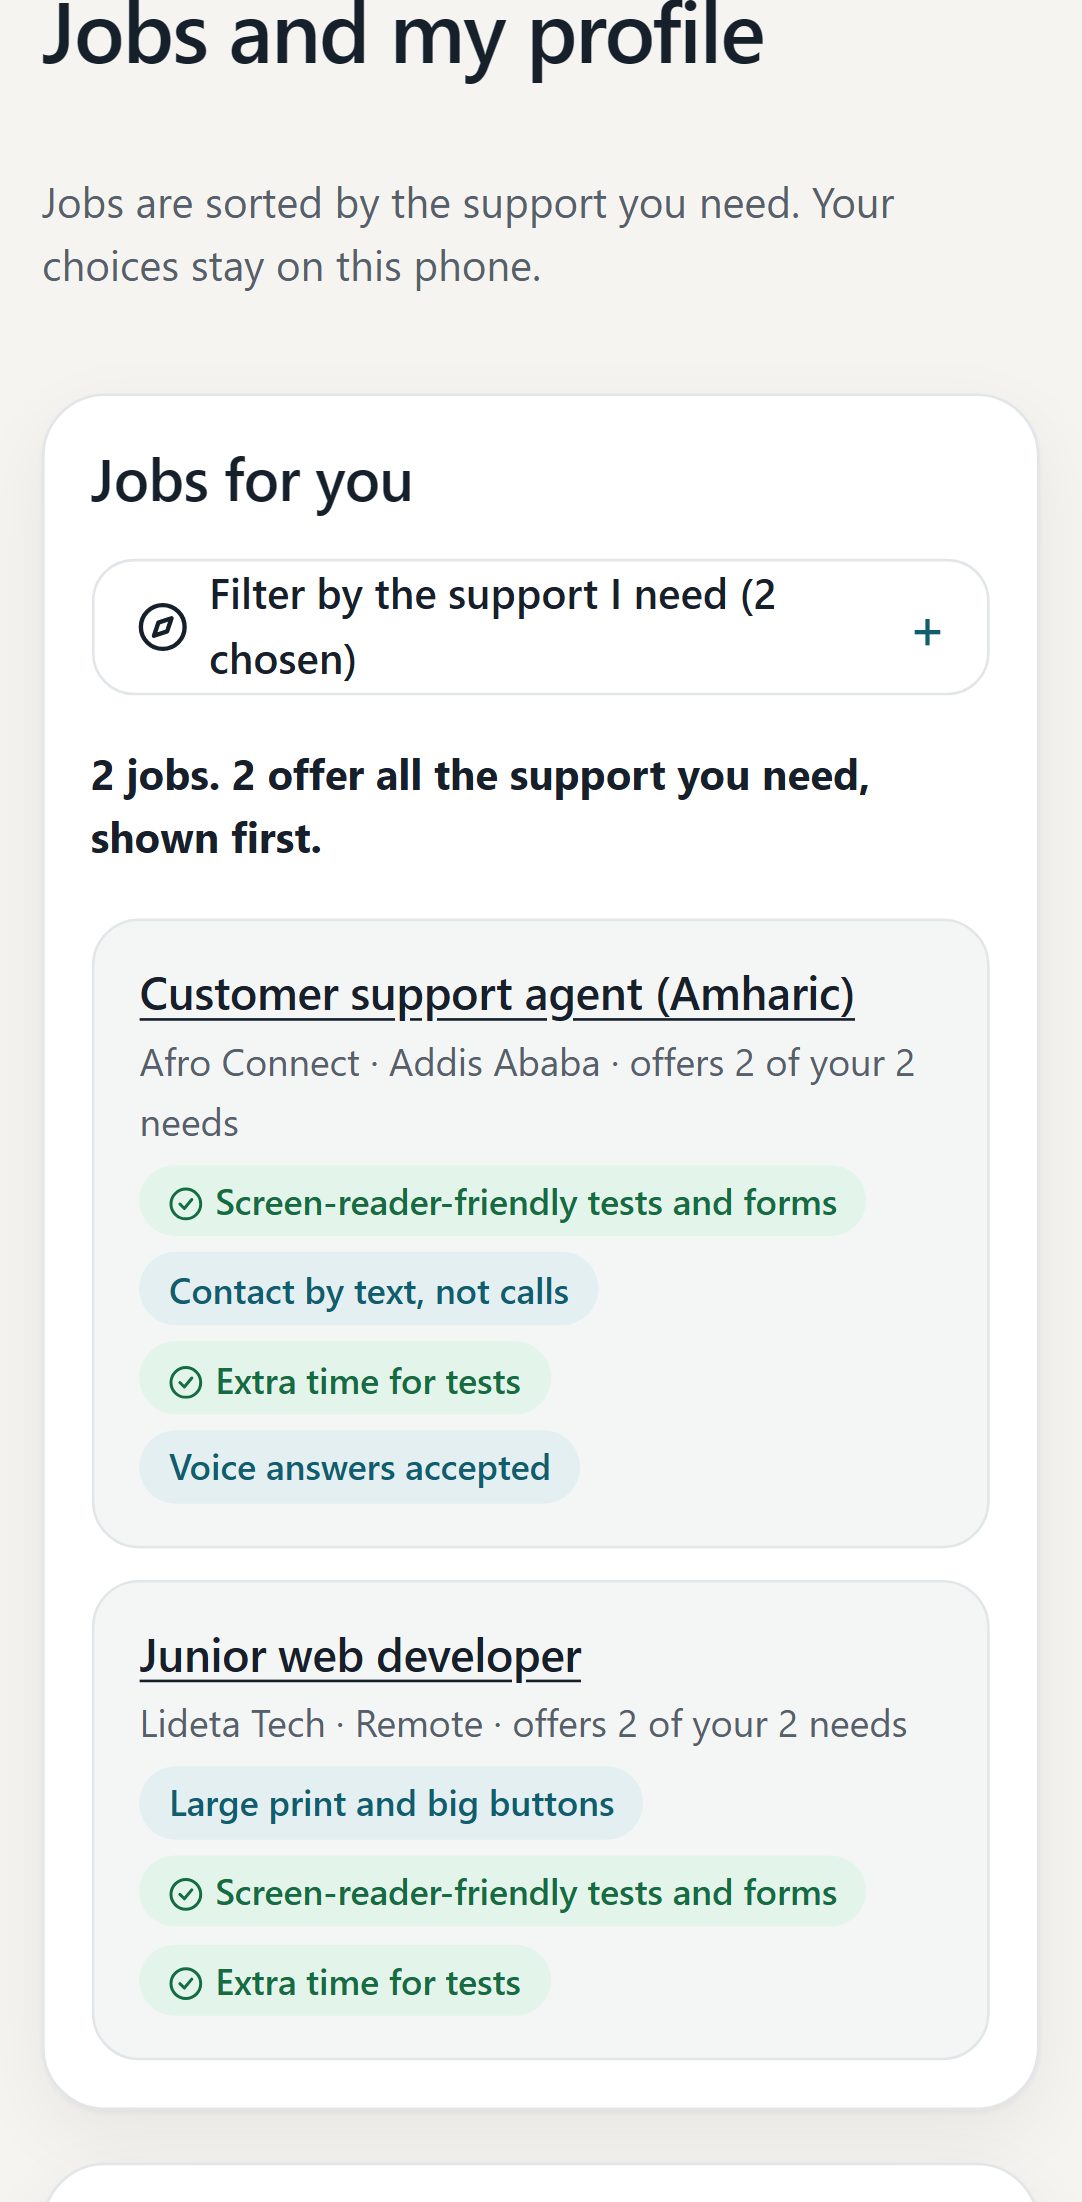 Jobs and my profile
Jobs are sorted by the support you need. Your
choices stay on this phone.
Jobs for you
Filter by the support I need (2
chosen)
+
2 jobs. 2 offer all the support you need,
shown first.
Customer support agent (Amharic)
Afro Connect · Addis Ababa · offers 2 of your 2
needs
Screen-reader-friendly tests and forms
Contact by text, not calls
Extra time for tests
Voice answers accepted
Junior web developer
Lideta Tech · Remote · offers 2 of your 2 needs
Large print and big buttons
Screen-reader-friendly tests and forms
Extra time for tests